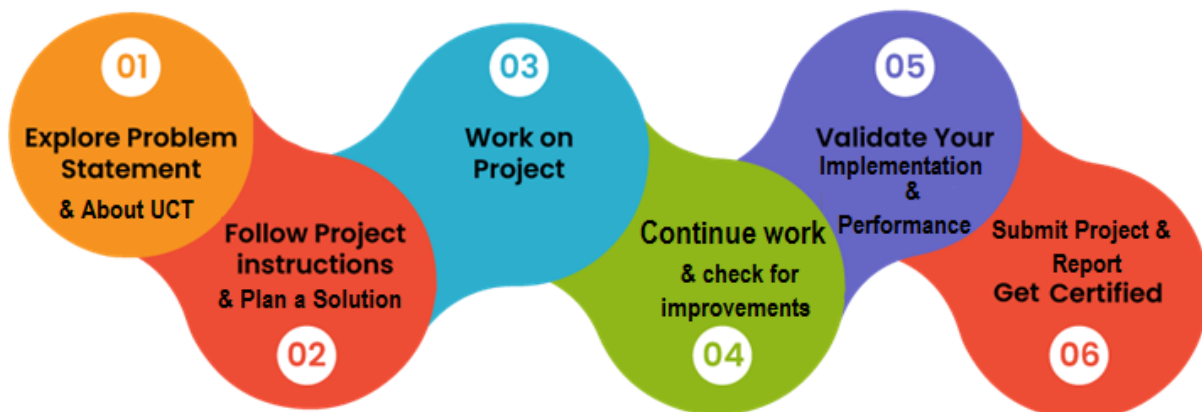 01
Explore Problem
Statement
& About UCT
Follow Project
instructions
& Plan a Solution
02
03
Work on
Project
Continue work
& check for
improvements
04
05
Validate Your
Implementation
&
Performance
Submit Project &
Report
Get Certified
06